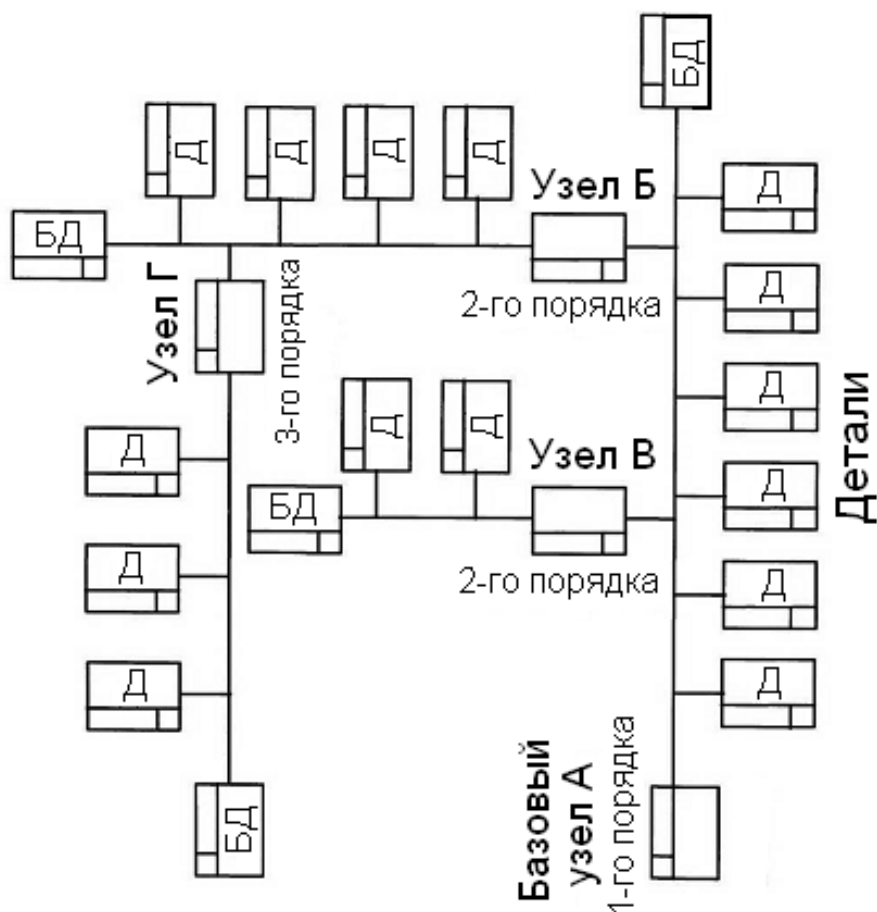 БД
Д
Д
Д
Д
Узел Б
Д
БД
Узел Г
3-го порядка
2-го порядка
Д
Д
Д
Д
Д
Узел В
Д
БД
Детали
Д
Д
2-го порядка
Д
Д
Д
БД
Базовый
узел А
1-го порядка